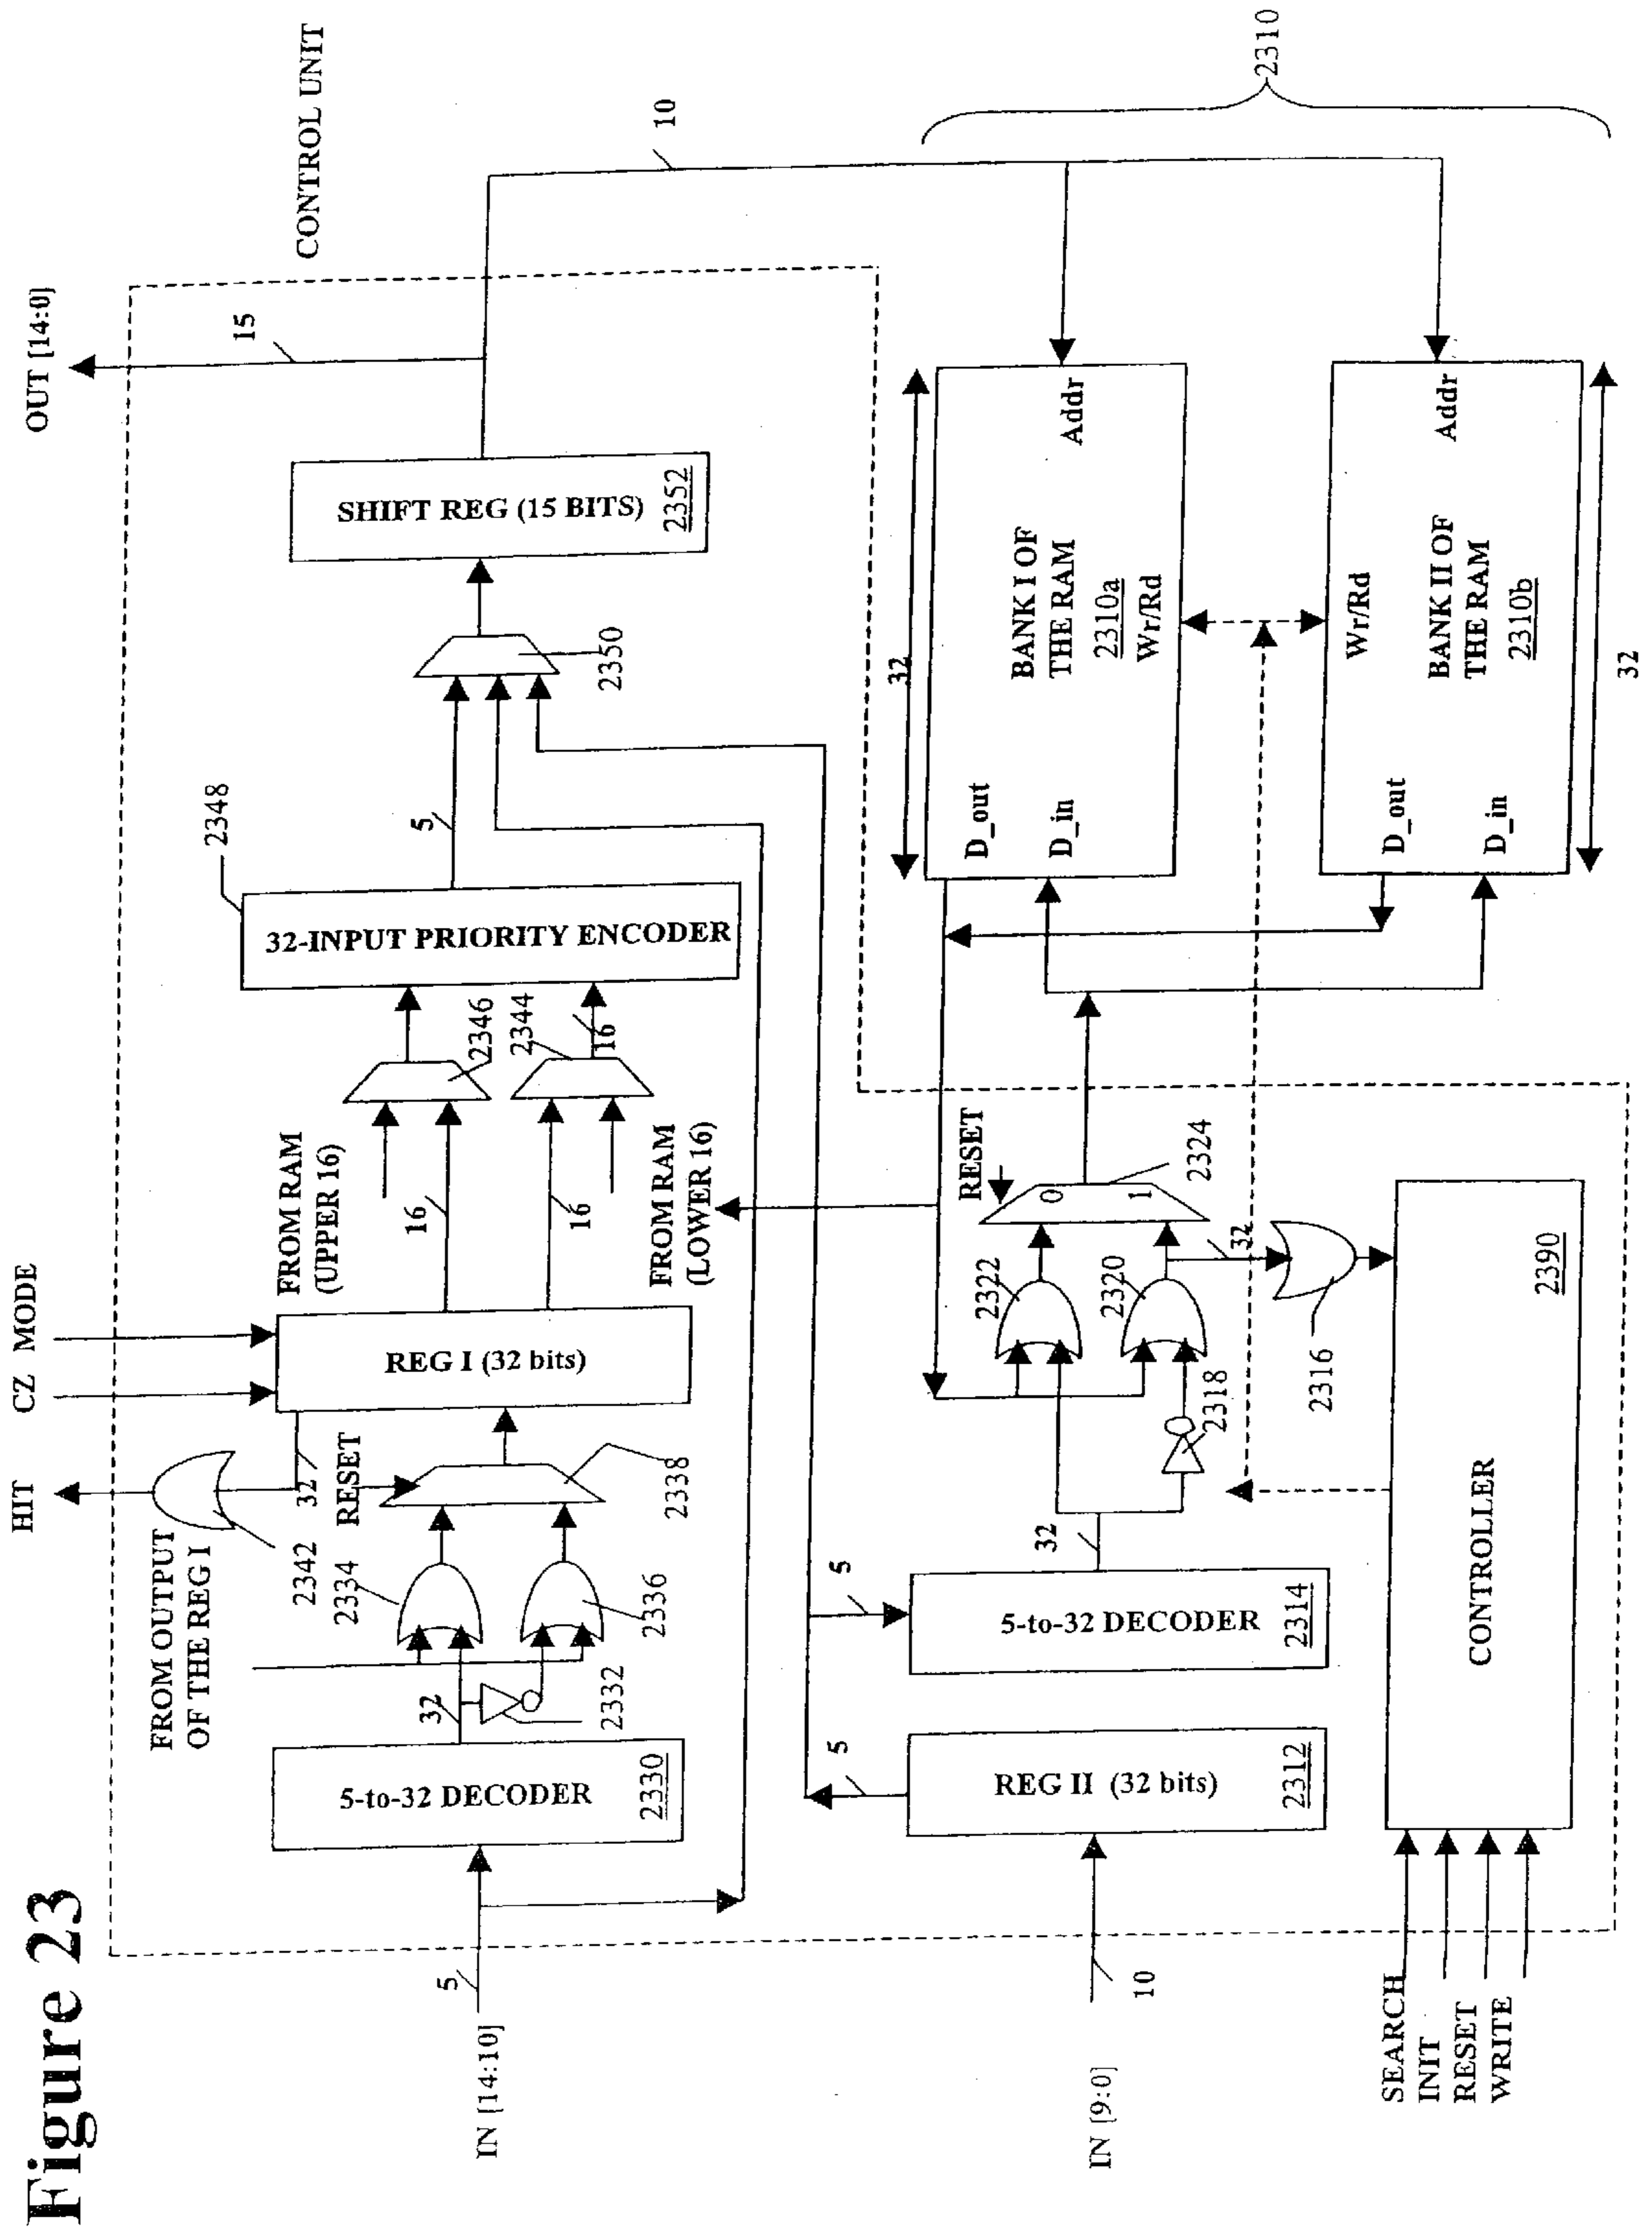 Figure 23
CONTROL UNIT
HIT
CZ MODE
OUT [14:0]
15
10
2310
IN [14:10]
5
5-to-32 DECODER
2330
32
2332
FROM OUTPUT
OF THE REG I
2342
2334
2336
32
RESET
2338
REG I (32 bits)
FROM RAM
(UPPER 16)
16
16
FROM RAM
(LOWER 16)
2346
2344
16
2348
32-INPUT PRIORITY ENCODER
5
2350
SHIFT REG (15 BITS)
2352
IN [9:0]
10
REG II (32 bits)
2312
5
5
5-to-32 DECODER
2314
32
2318
2322
2320
RESET
0
1
2324
32
2316
SEARCH
INIT
RESET
WRITE
CONTROLLER
2390
32
D_out
D_in
BANK I OF
THE RAM
2310a
Wr/Rd
Addr
Wr/Rd
BANK II OF
THE RAM
2310b
D_out
D_in
Addr
32